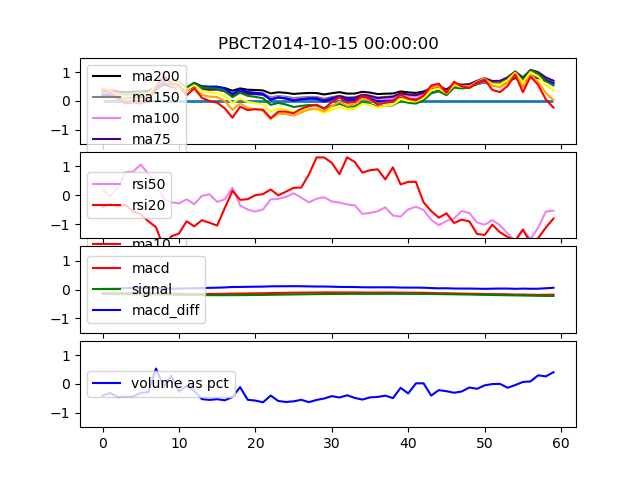 PBCT2014-10-15 00:00:00
1
0
−1
ma200
ma150
ma100
ma75
1
0
−1
rsi50
rsi20
ma10
1
0
−1
macd
signal
macd_diff
1
0
−1
volume as pct
0 10 20 30 40 50 60